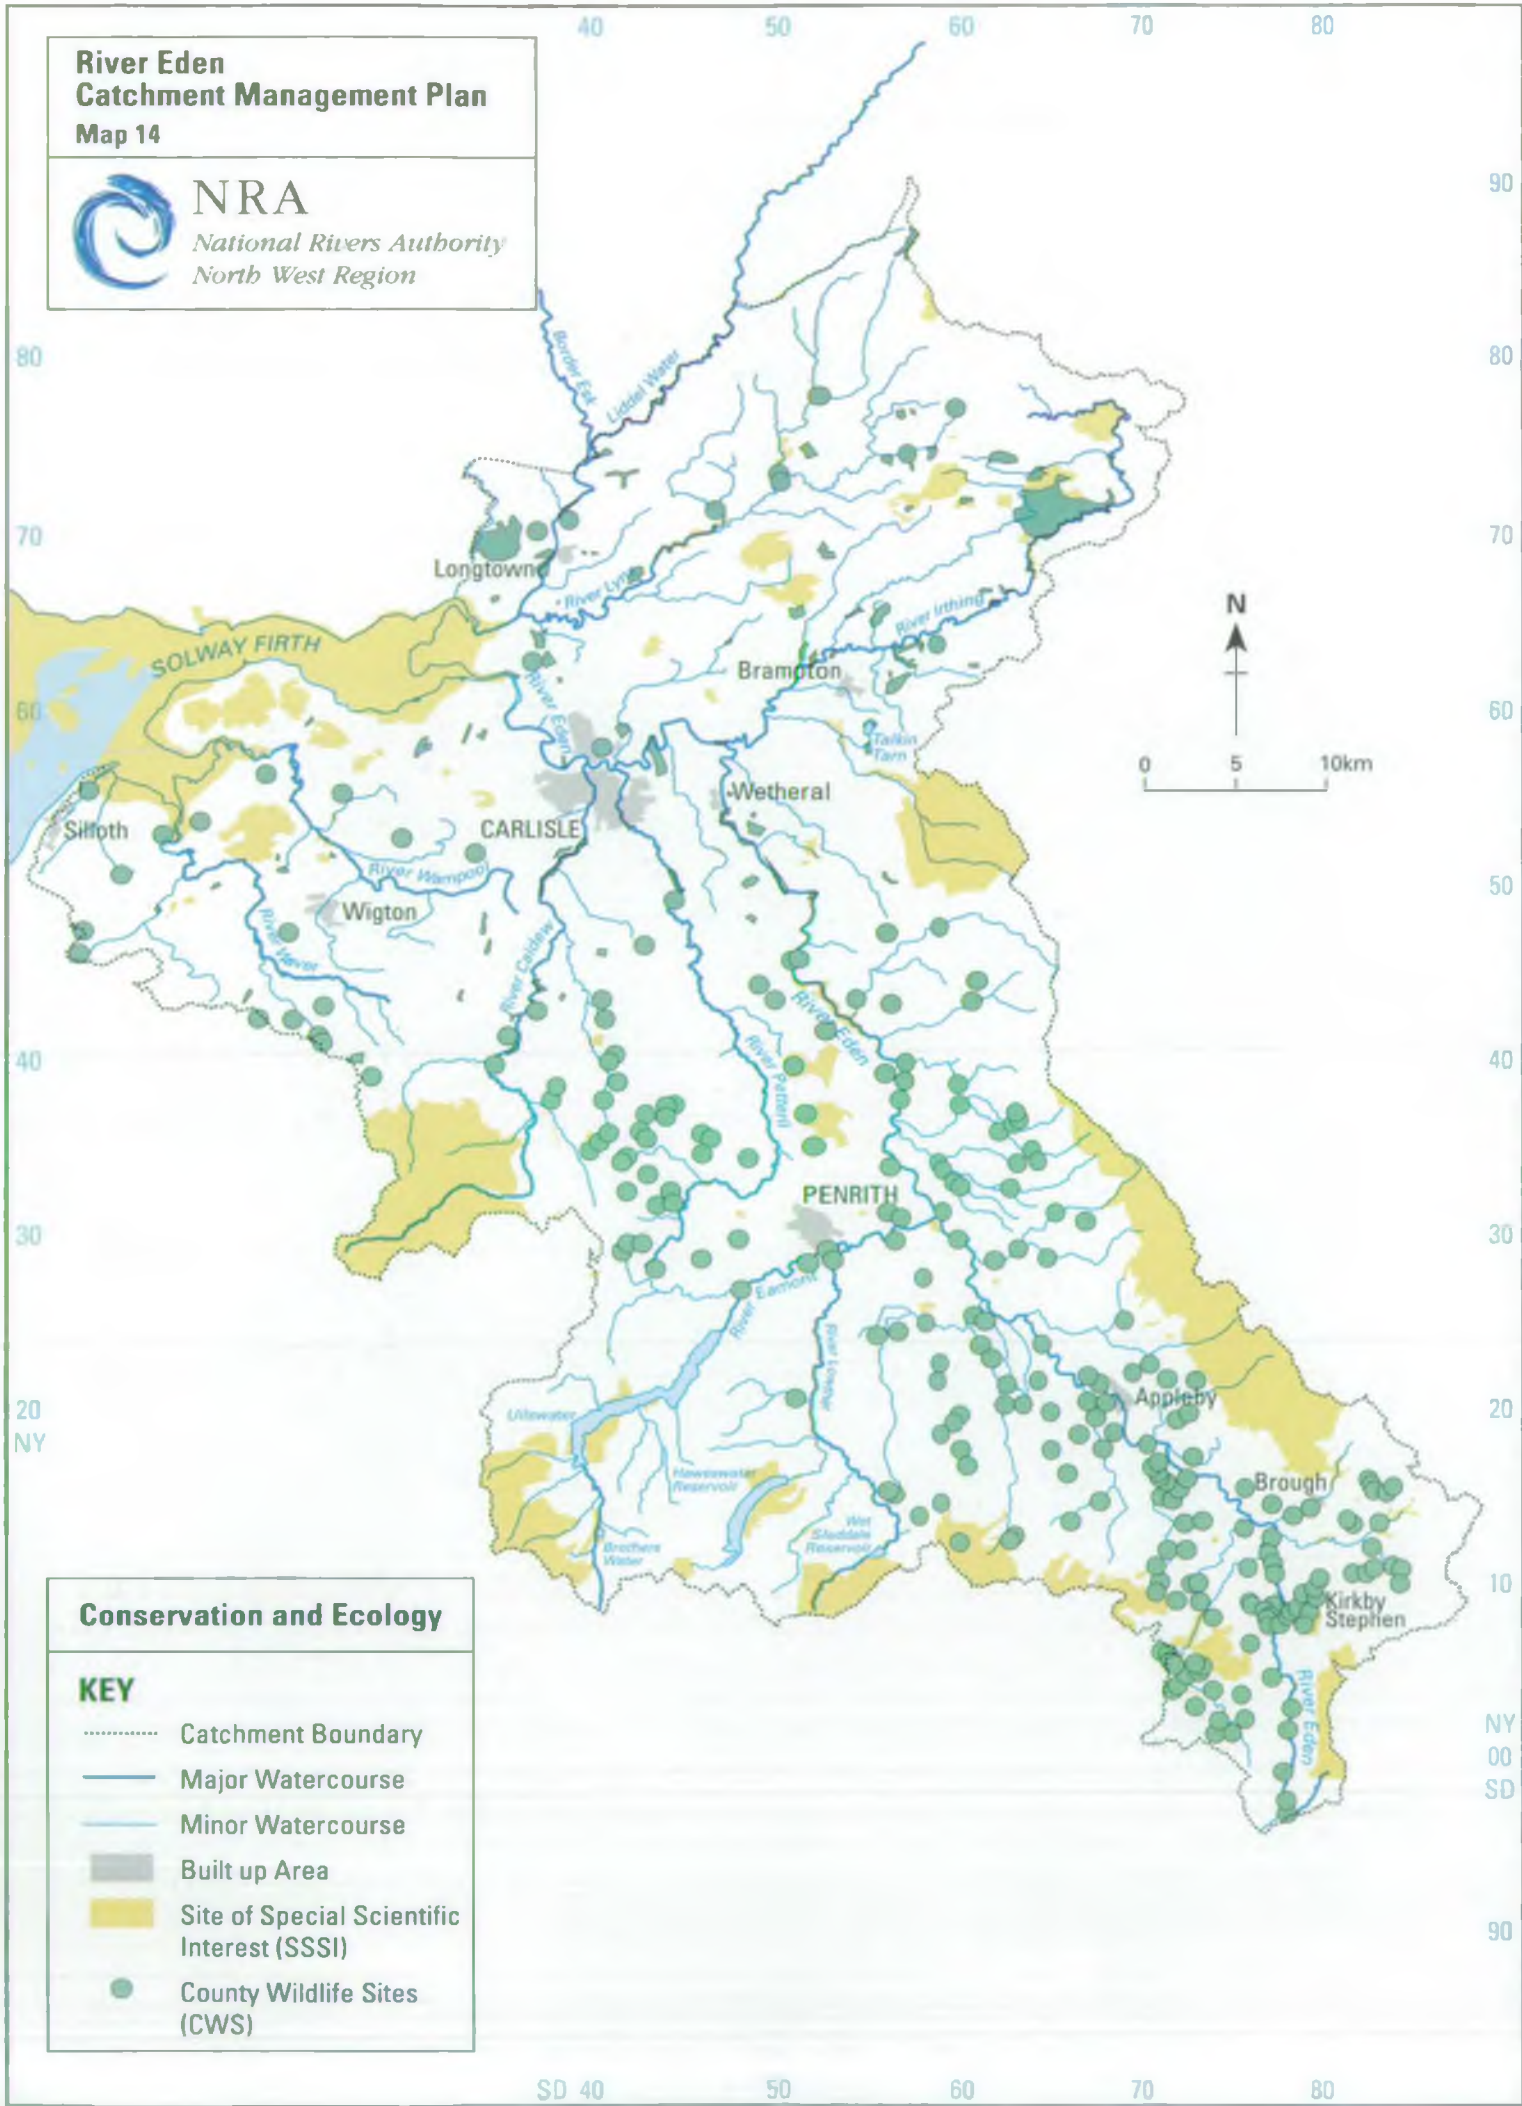 40 50 60 70 80
River Eden
Catchment Management Plan
Map 14
NRA
National Rivers Authority
North West Region
90
80
80
Border Esk
Liddel Water
70
70
Longtown
River Lyne
River Irthing
N
SOLWAY FIRTH
Brampton
River Eden
60
60
Talkin
Tarn
0 5 10km
Wetheral
Silloth
CARLISLE
River Wampool
50
Wigton
River Waver
River Caldew
River Eden
40
40
River Petteril
PENRITH
30
30
River Eamont
River Lowther
Appleby
20
NY
20
Ullswater
Haweswater
Reservoir
Brough
Wet
Sleddale
Reservoir
Brothers
Water
10
Kirkby
Stephen
River Eden
NY
00
SD
Conservation and Ecology
KEY
Catchment Boundary
Major Watercourse
Minor Watercourse
Built up Area
Site of Special Scientific
Interest (SSSI)
County Wildlife Sites
(CWS)
90
SD 40 50 60 70 80